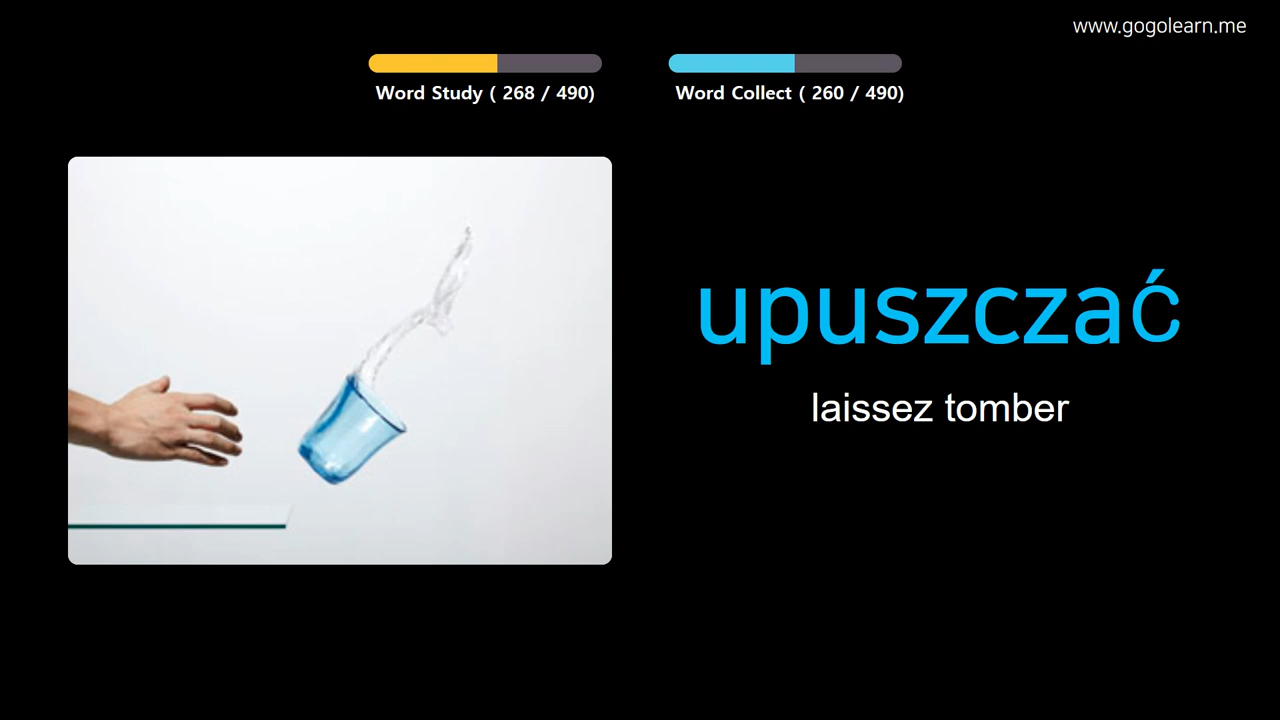 www.gogolearn.me
Word Study ( 268 / 490)
Word Collect ( 260 / 490)
upuszczać
laissez tomber